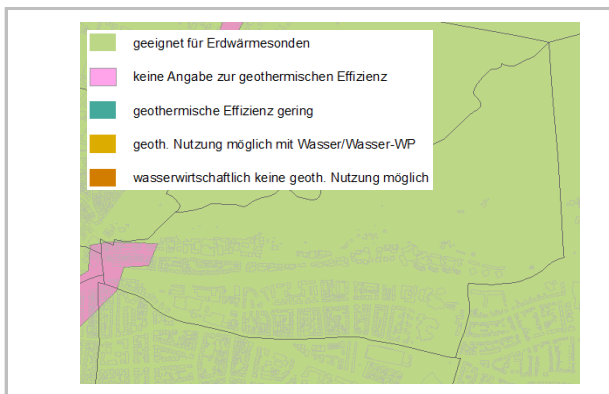 geeignet für Erdwärmesonden
keine Angabe zur geothermischen Effizienz
geothermische Effizienz gering
geoth. Nutzung möglich mit Wasser/Wasser-WP
wasserwirtschaftlich keine geoth. Nutzung möglich